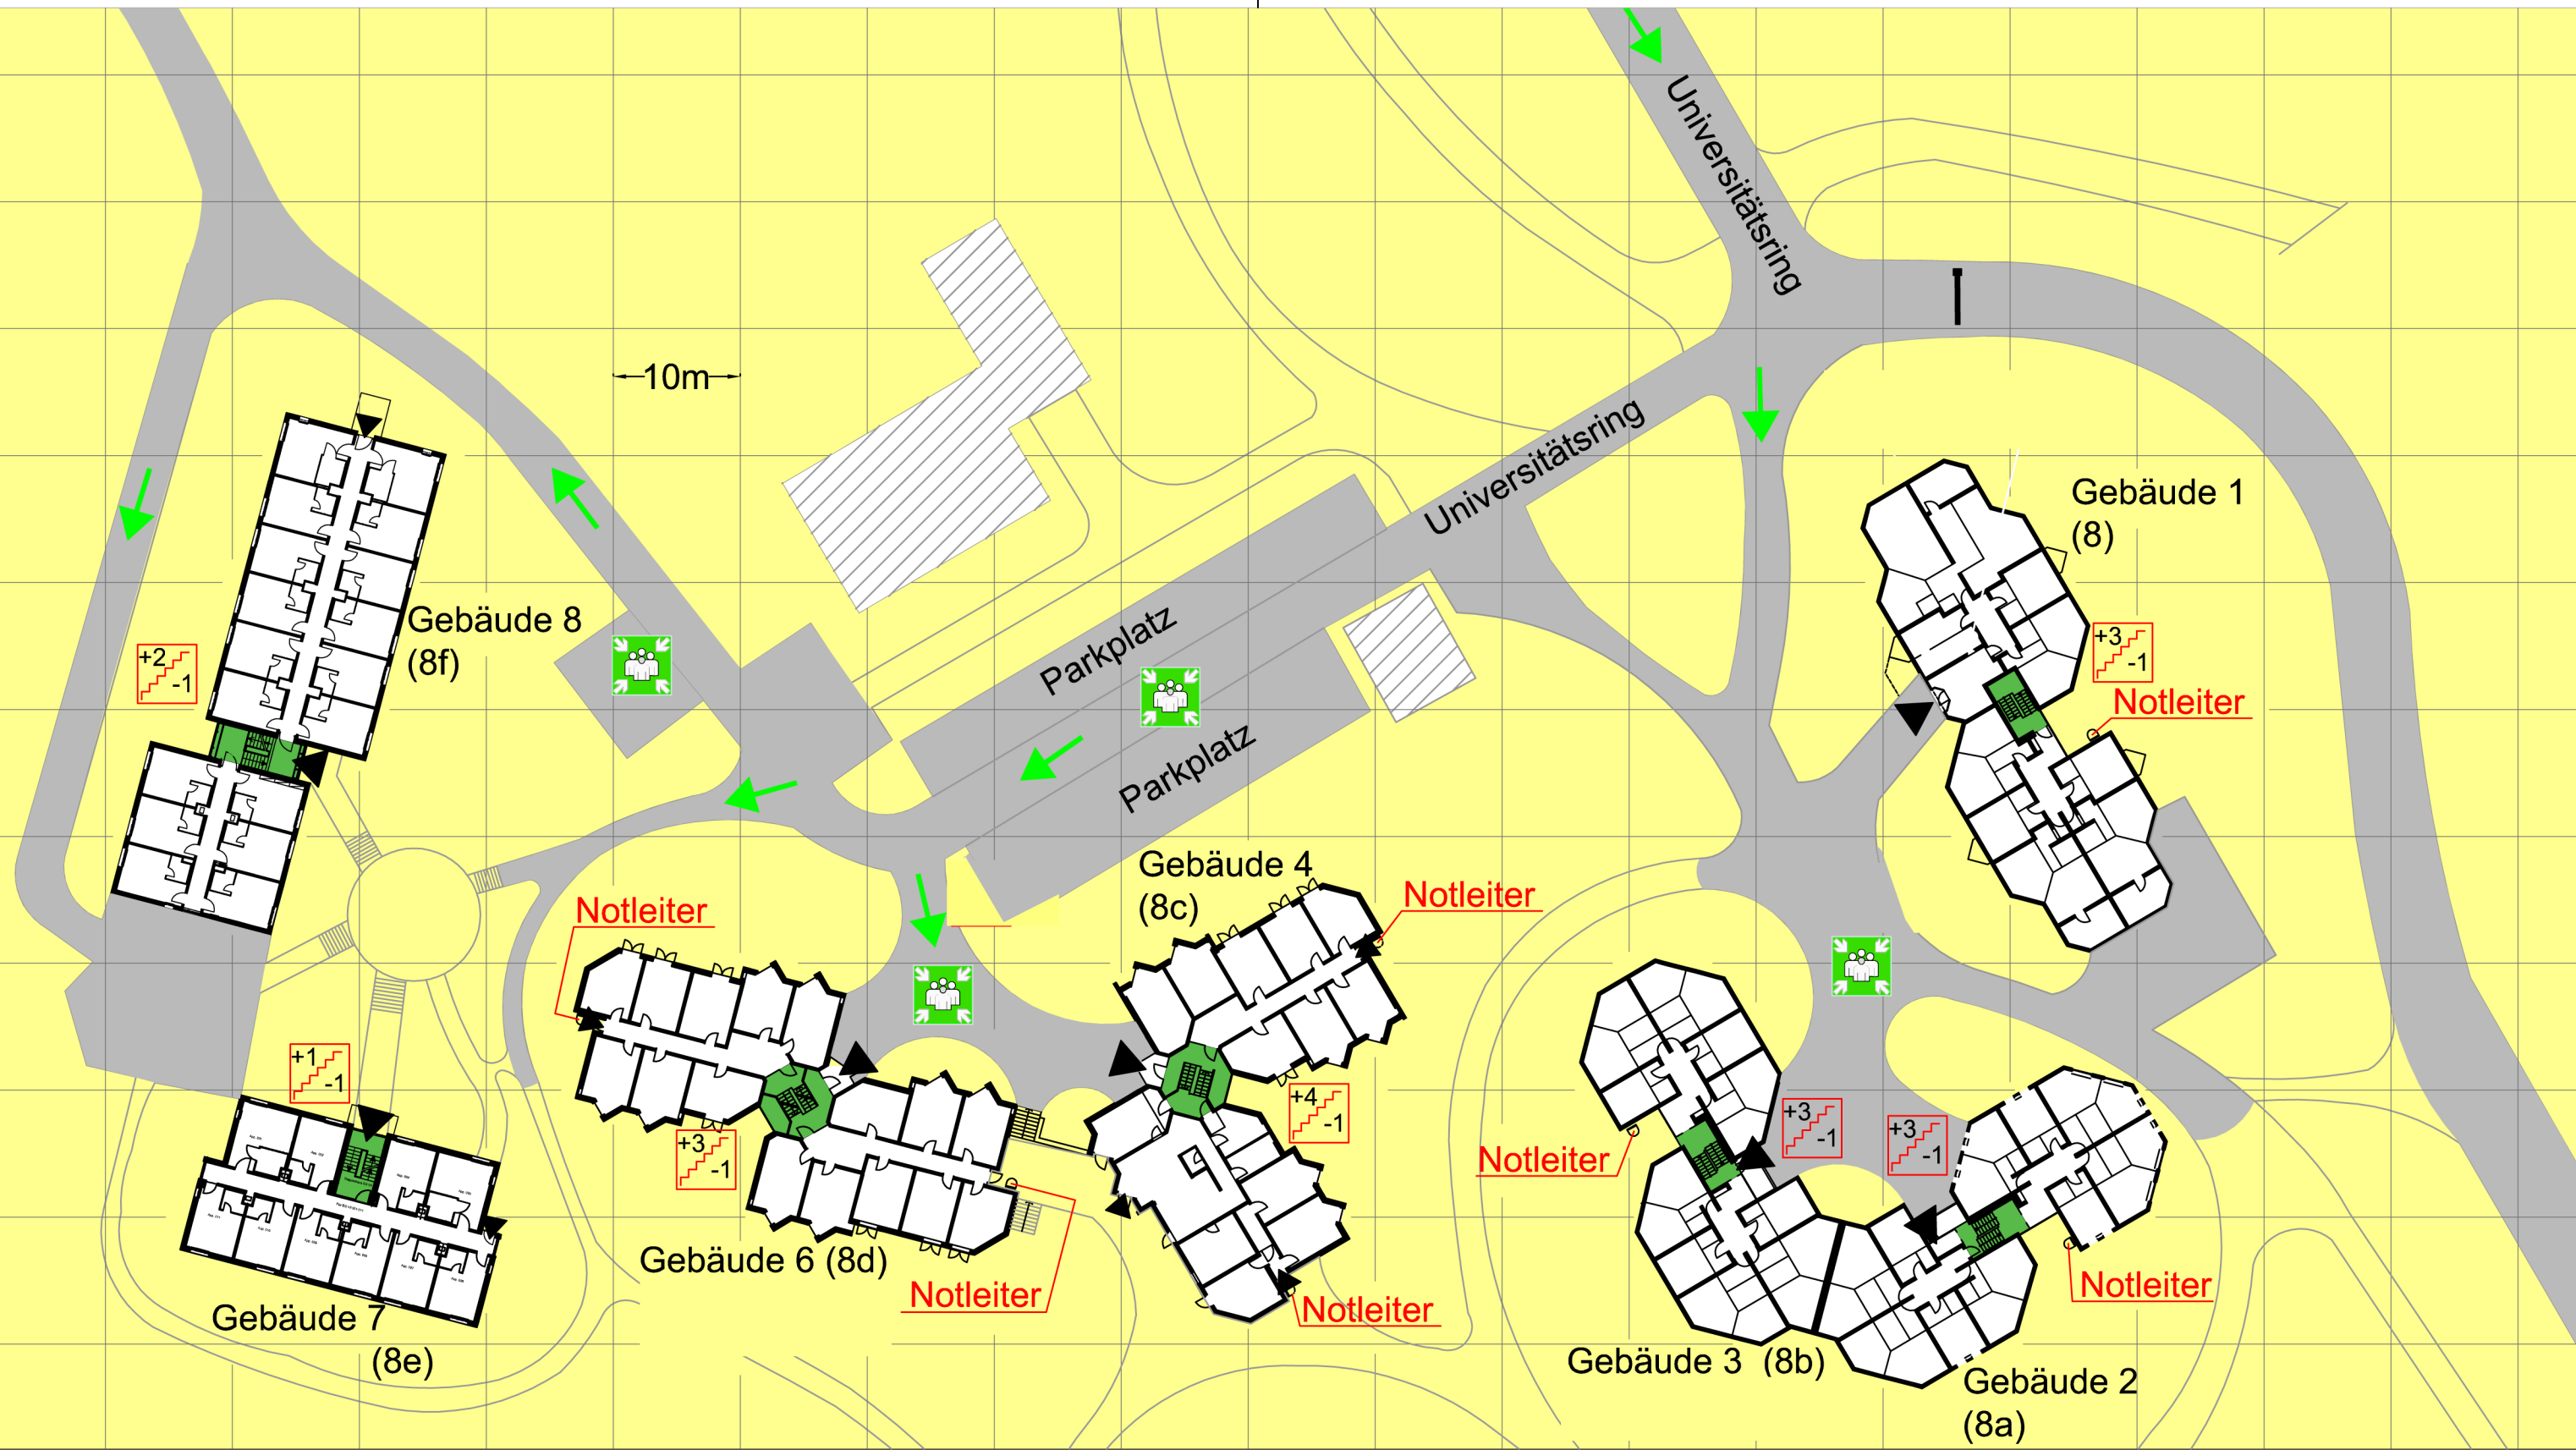 Universitätsring
10m
Universitätsring
Gebäude 1
(8)
Gebäude 8
(8f)
Parkplatz
+3
-1
+2
-1
Notleiter
Parkplatz
Gebäude 4
(8c)
Notleiter
Notleiter
+1
-1
+4
-1
+3
-1
+3
-1
+3
-1
Notleiter
Gebäude 6 (8d)
Notleiter
Notleiter
Notleiter
Gebäude 7
(8e)
Gebäude 3 (8b)
Gebäude 2
(8a)